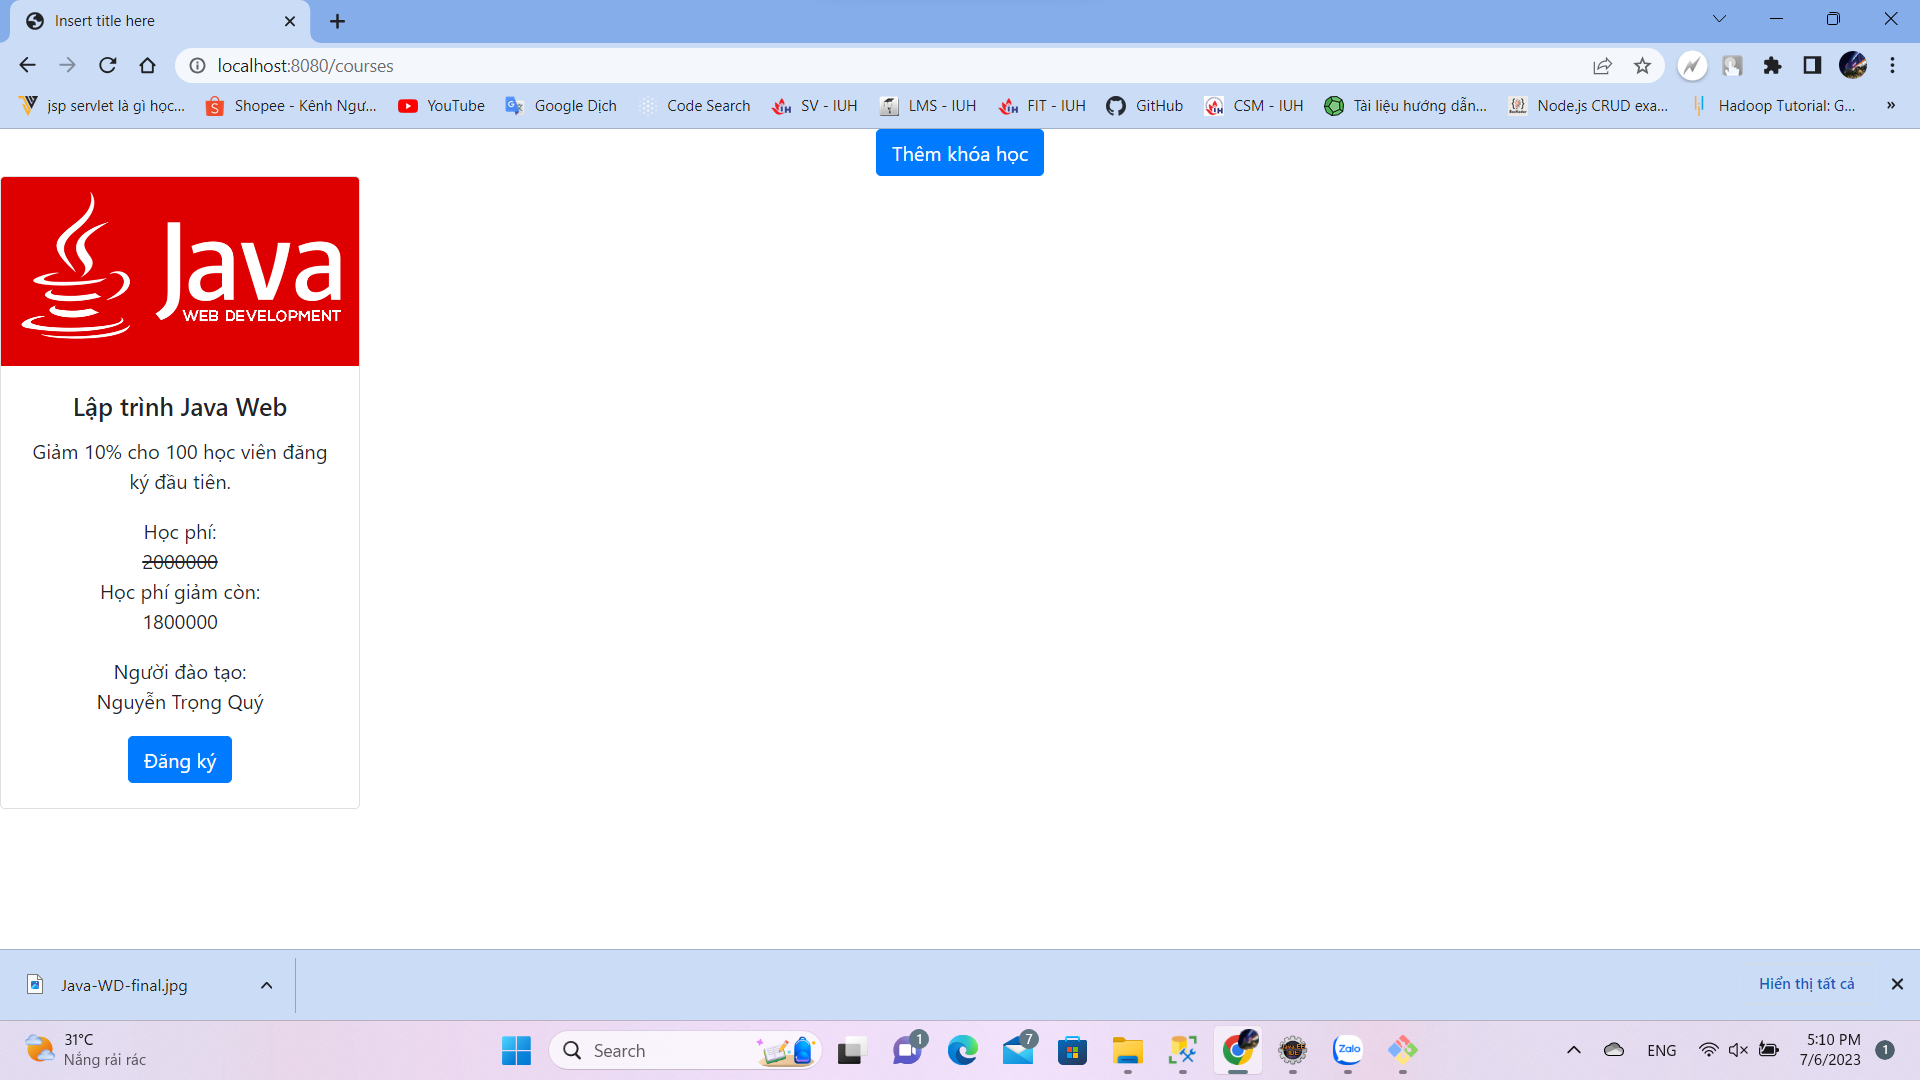 Insert title here
localhost:8080/courses
jsp servlet là gì học...
Shopee - Kênh Ngư...
YouTube
Google Dịch
Code Search
SV - IUH
LMS - IUH
FIT - IUH
GitHub
CSM - IUH
Tài liệu hướng dẫn...
Node.js CRUD exa...
Hadoop Tutorial: G...
»
Thêm khóa học
Java
WEB DEVELOPMENT
Lập trình Java Web
Giảm 10% cho 100 học viên đăng
ký đầu tiên.
Học phí:
2000000
Học phí giảm còn:
1800000
Người đào tạo:
Nguyễn Trọng Quý
Đăng ký
Java-WD-final.jpg
Hiển thị tất cả
31°C
Nắng rải rác
Search
1
7
Zalo
ENG
5:10 PM
7/6/2023
1